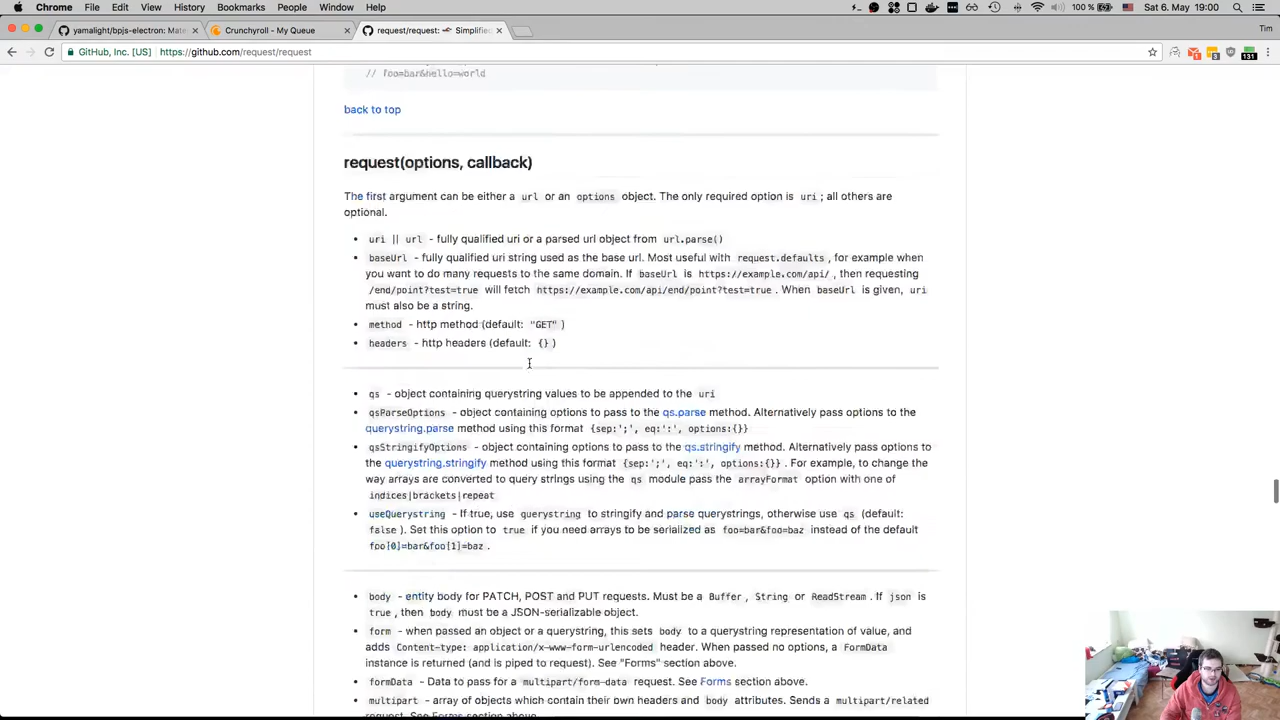 Chrome File Edit View History Bookmarks People Window Help 100 % Sat 6. May 19:00
yamalight/bpjs-electron: Mate × Crunchyroll - My Queue × request/request: Simplified × Tim
GitHub, Inc. [US] https://github.com/request/request 3 131
// foo=bar&hello=world
back to top
request(options, callback)
The first argument can be either a url or an options object. The only required option is uri ; all others are
optional.
• uri || url - fully qualified uri or a parsed url object from url.parse()
• baseUrl - fully qualified uri string used as the base url. Most useful with request.defaults , for example when
you want to do many requests to the same domain. If baseUrl is https://example.com/api/ , then requesting
/end/point?test=true will fetch https://example.com/api/end/point?test=true . When baseUrl is given, uri
must also be a string.
• method - http method (default: "GET" )
• headers - http headers (default: {} )
• qs - object containing querystring values to be appended to the uri
• qsParseOptions - object containing options to pass to the qs.parse method. Alternatively pass options to the
querystring.parse method using this format {sep:';', eq:':', options:{}}
• qsStringifyOptions - object containing options to pass to the qs.stringify method. Alternatively pass options to
the querystring.stringify method using this format {sep:';', eq:':', options:{}} . For example, to change the
way arrays are converted to query strings using the qs module pass the arrayFormat option with one of
indices|brackets|repeat
• useQuerystring - If true, use querystring to stringify and parse querystrings, otherwise use qs (default:
false ). Set this option to true if you need arrays to be serialized as foo=bar&foo=baz instead of the default
foo[0]=bar&foo[1]=baz .
• body - entity body for PATCH, POST and PUT requests. Must be a Buffer , String or ReadStream . If json is
true , then body must be a JSON-serializable object.
• form - when passed an object or a querystring, this sets body to a querystring representation of value, and
adds Content-type: application/x-www-form-urlencoded header. When passed no options, a FormData
instance is returned (and is piped to request). See "Forms" section above.
• formData - Data to pass for a multipart/form-data request. See Forms section above.
• multipart - array of objects which contain their own headers and body attributes. Sends a multipart/related
request. See Forms section above.